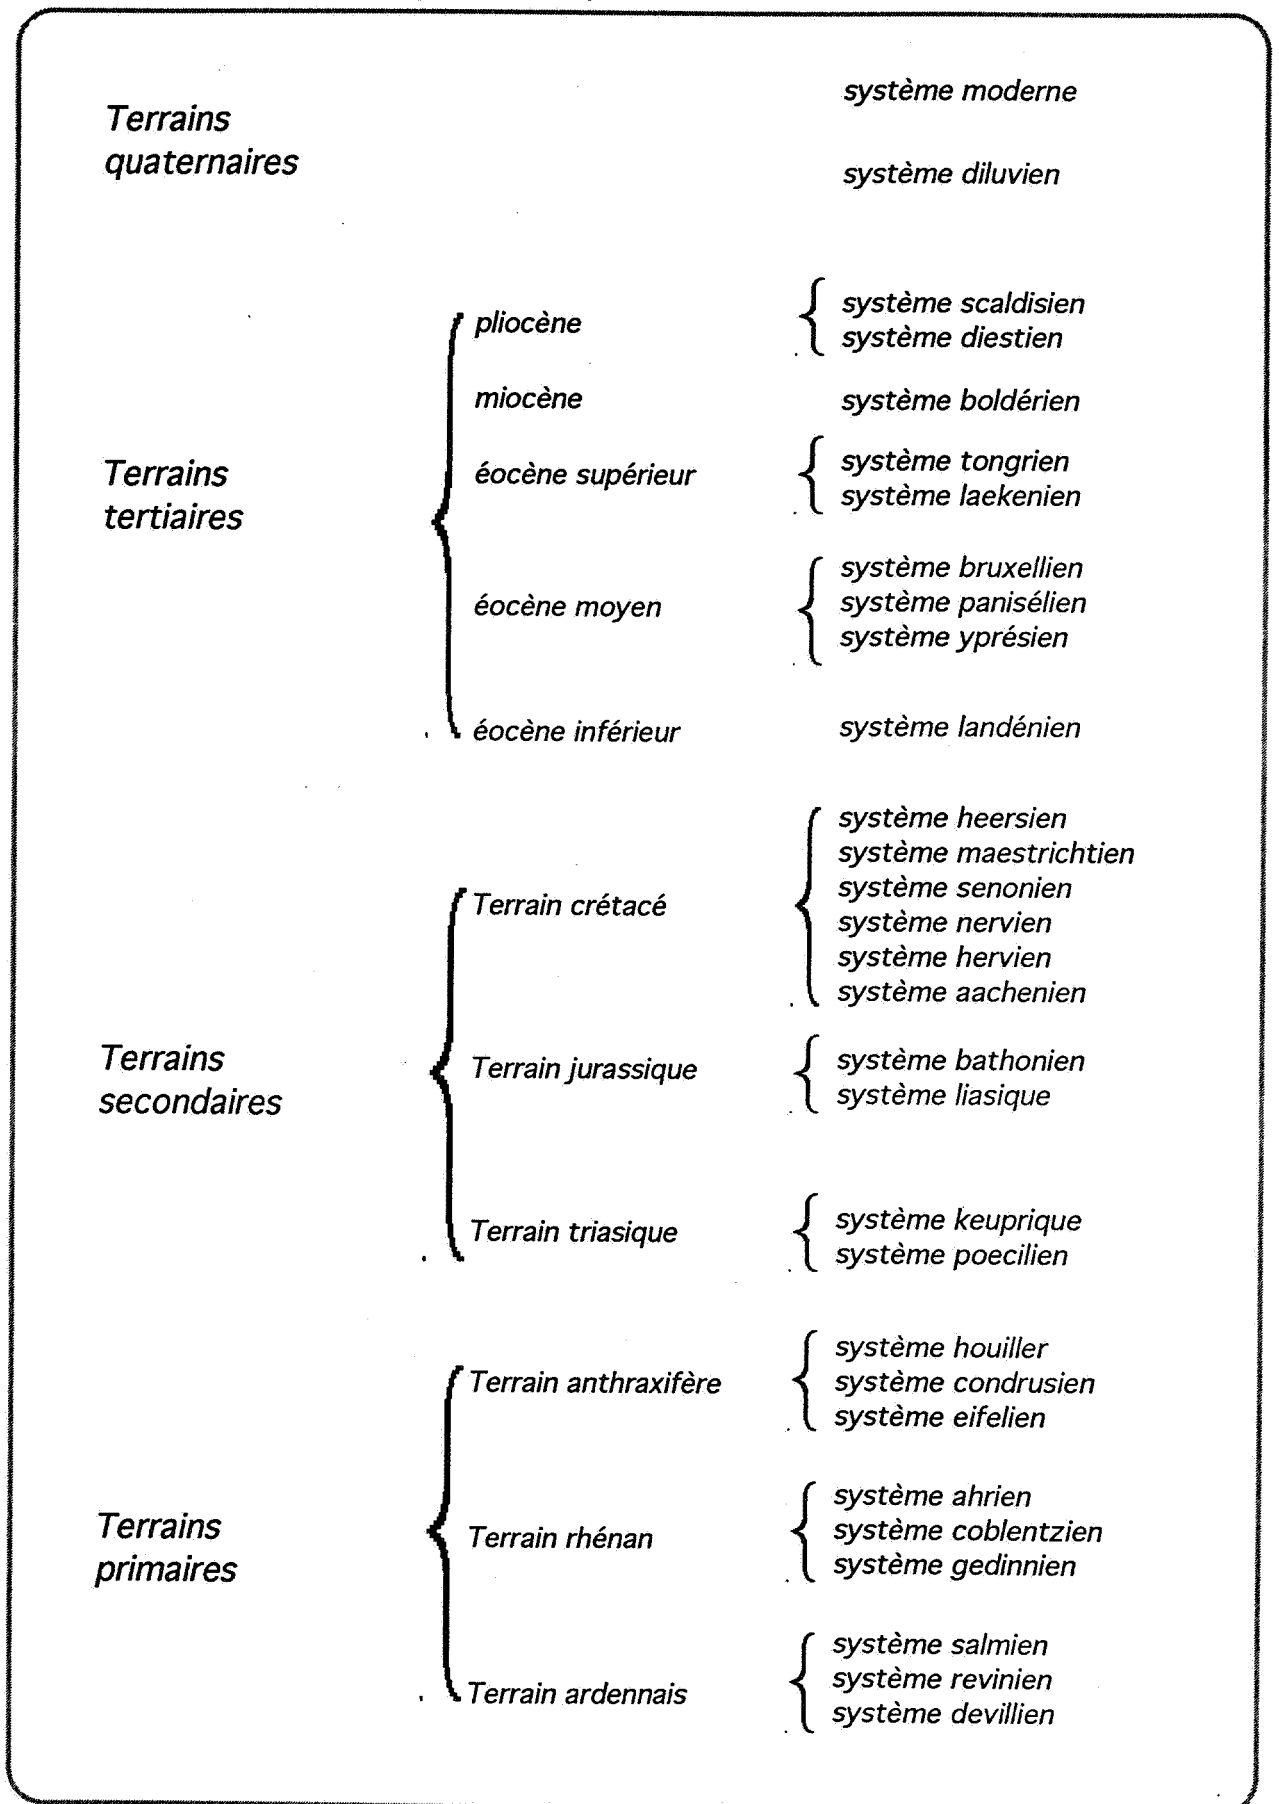 Terrains
quaternaires
système moderne
système diluvien
Terrains
tertiaires
pliocène
système scaldisien
système diestien
miocène
système boldérien
éocène supérieur
système tongrien
système laekenien
éocène moyen
système bruxellien
système panisélien
système yprésien
éocène inférieur
système landénien
Terrains
secondaires
Terrain crétacé
système heersien
système maestrichtien
système senonien
système nervien
système hervien
système aachenien
Terrain jurassique
système bathonien
système liasique
Terrain triasique
système keuprique
système poecilien
Terrains
primaires
Terrain anthraxifère
système houiller
système condrusien
système eifelien
Terrain rhénan
système ahrien
système coblentzien
système gedinnien
Terrain ardennais
système salmien
système revinien
système devillien